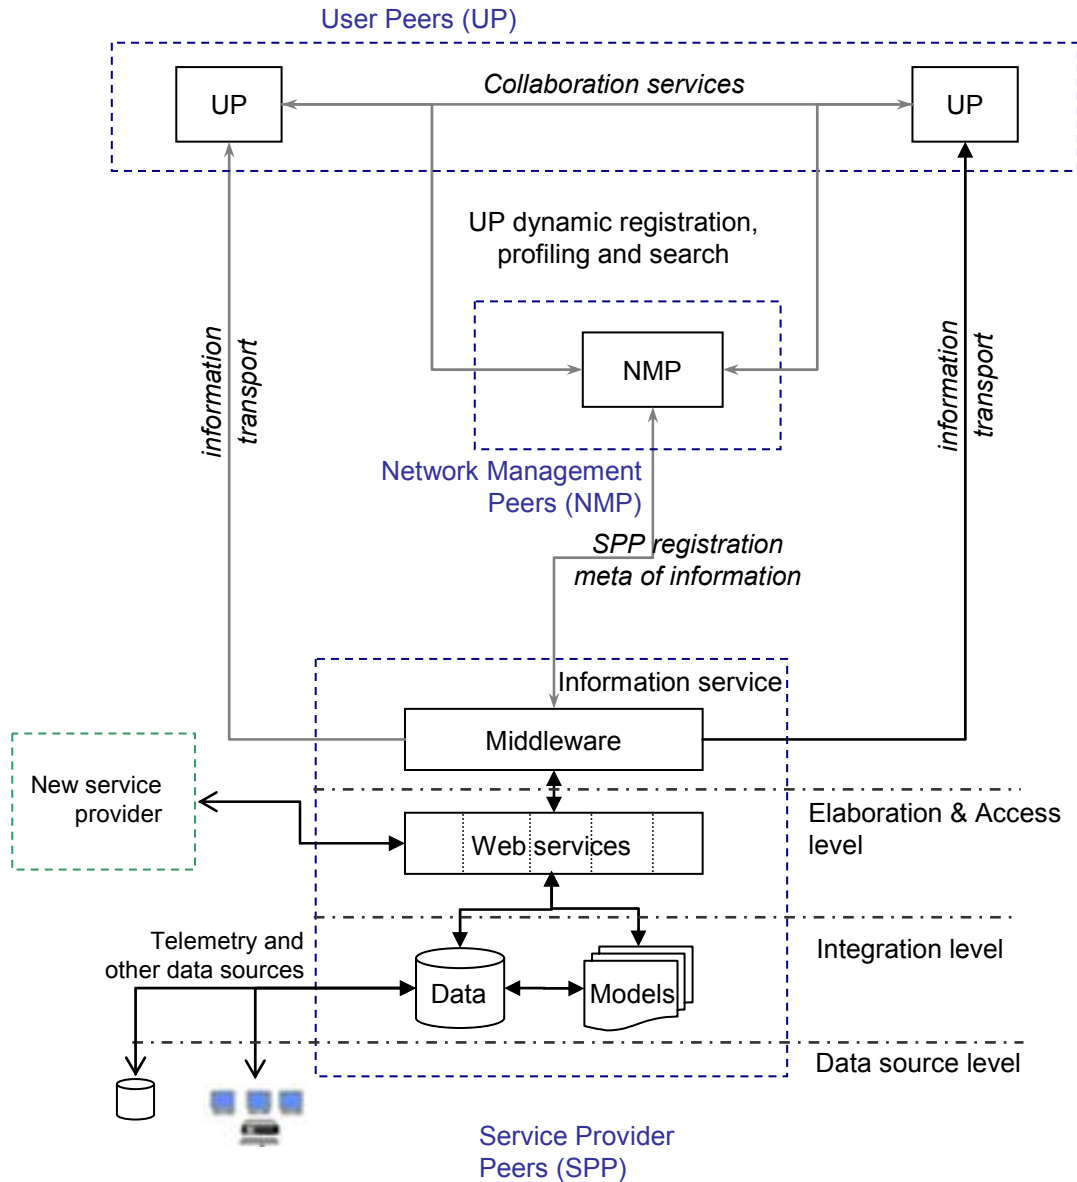 User Peers (UP)
Collaboration services
UP
UP
UP dynamic registration,
profiling and search
information
transport
NMP
information
transport
Network Management
Peers (NMP)
SPP registration
meta of information
Information service
Middleware
New service
provider
Elaboration & Access
level
Web services
Telemetry and
other data sources
Integration level
Data
Models
Data source level
Service Provider
Peers (SPP)